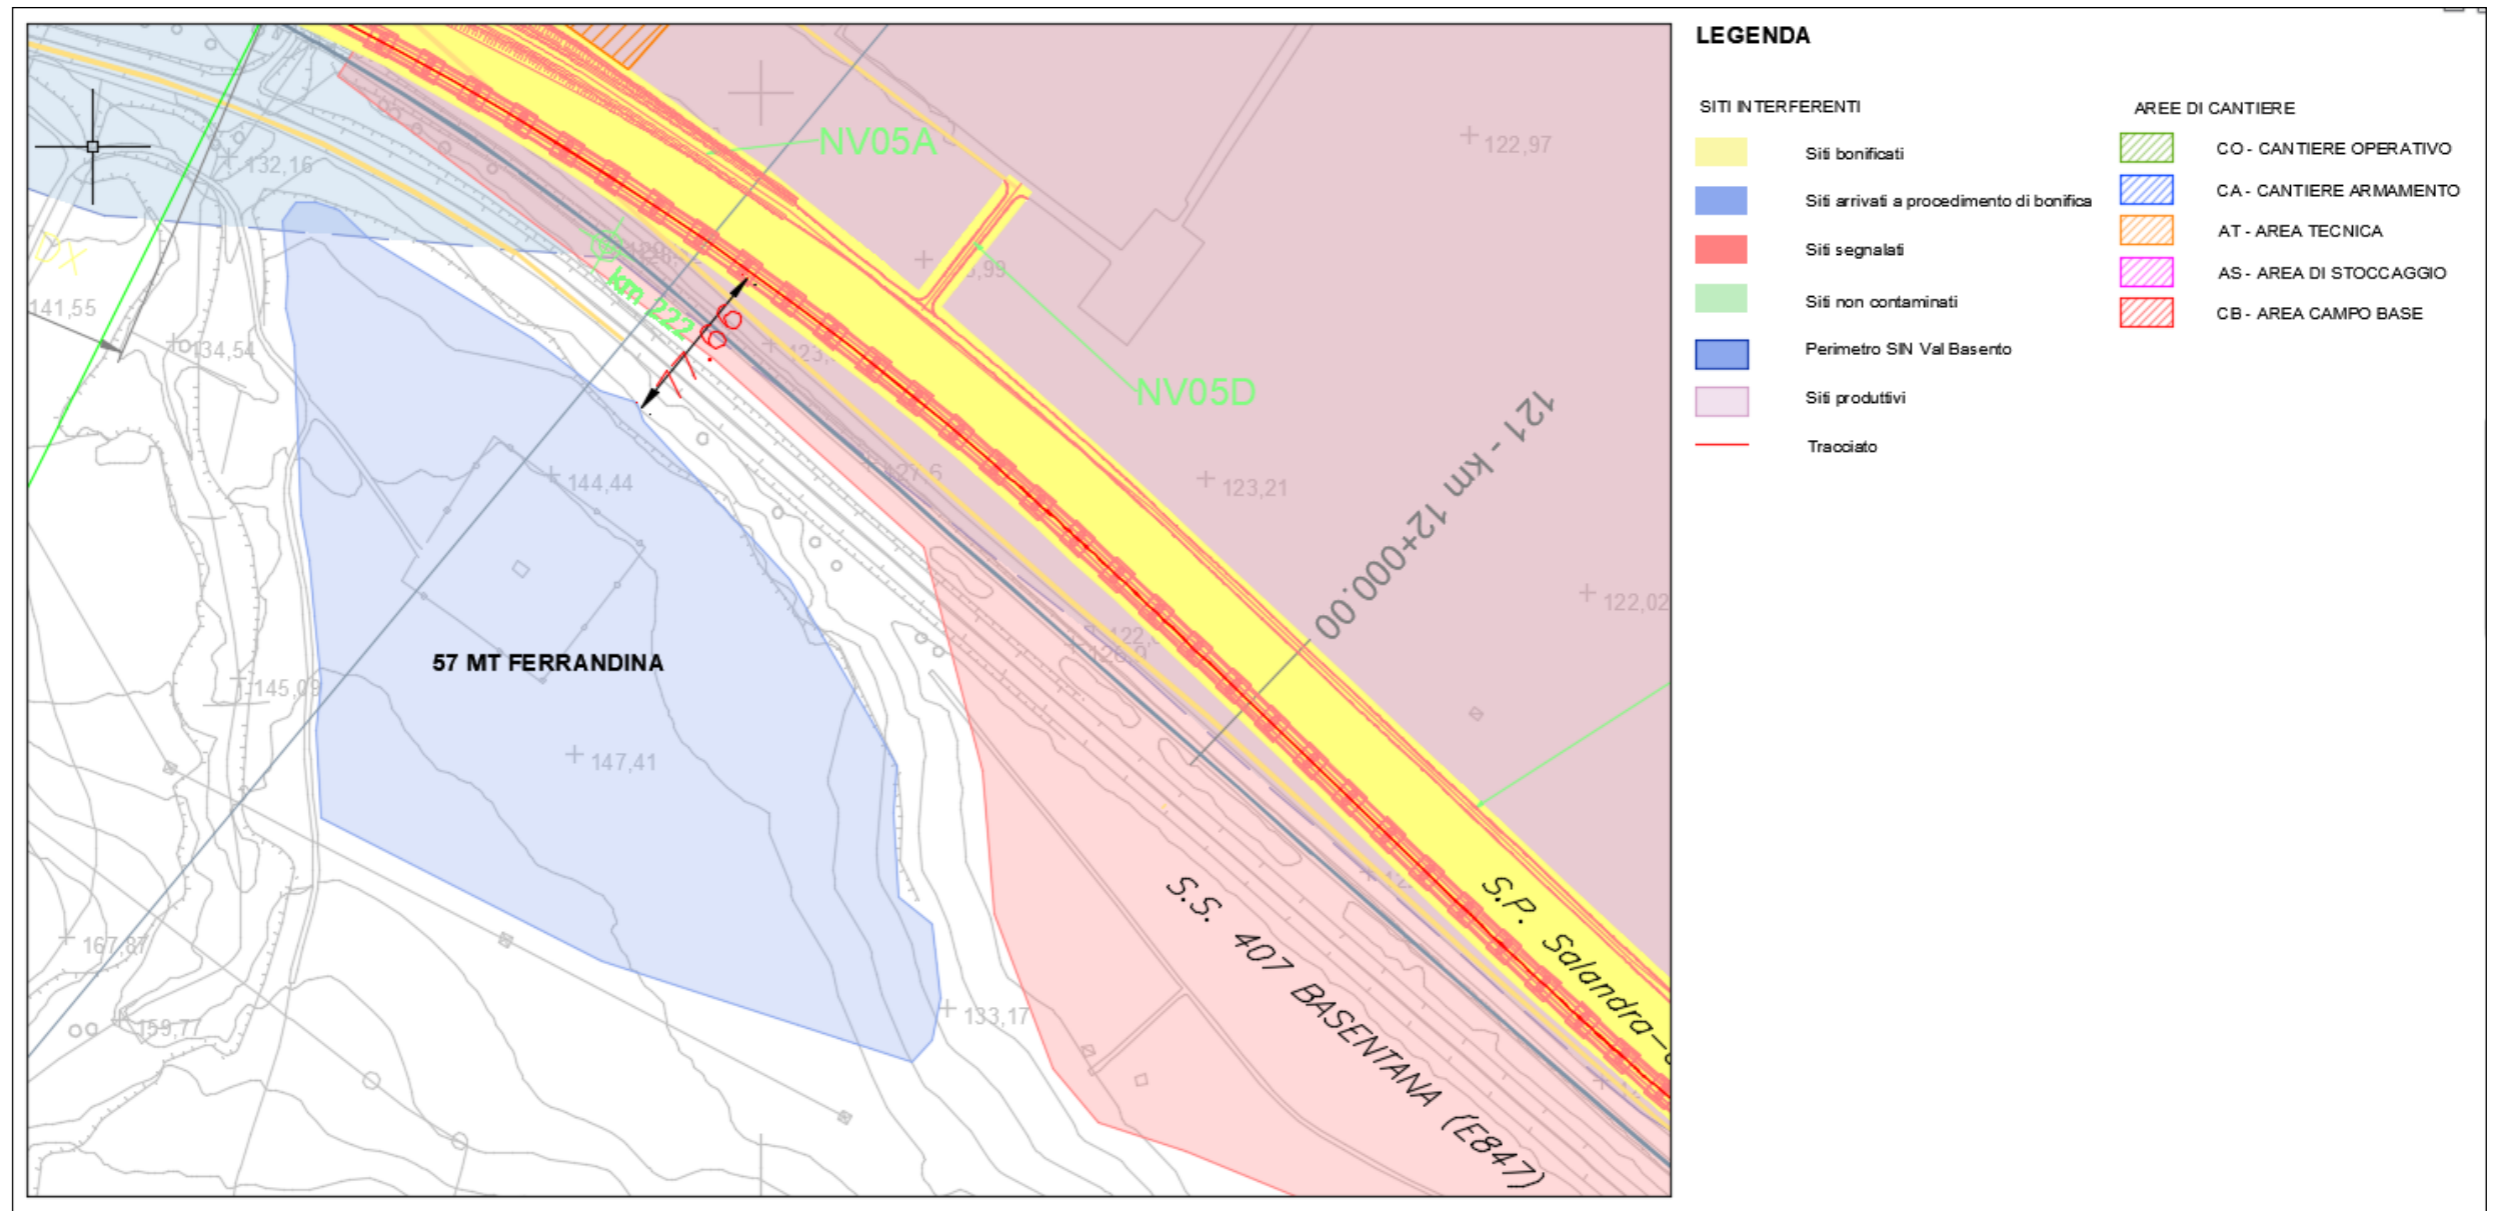 LEGENDA
SITI INTERFERENTI
Siti bonificati
Siti arrivati a procedimento di bonifica
Siti segnalati
Siti non contaminati
Perimetro SIN Val Basento
Siti produttivi
Tracciato
AREE DI CANTIERE
CO - CANTIERE OPERATIVO
CA - CANTIERE ARMAMENTO
AT - AREA TECNICA
AS - AREA DI STOCCAGGIO
CB - AREA CAMPO BASE
NV05A
122,97
132,16
DX
141,55
134,54
km 222
NV05D
121 - km 12+000.00
144,44
123,21
122,02
57 MT FERRANDINA
145,09
147,41
S.P. Salandra-
S.S. 407 BASENTANA (E847)
167,87
159,77
133,17